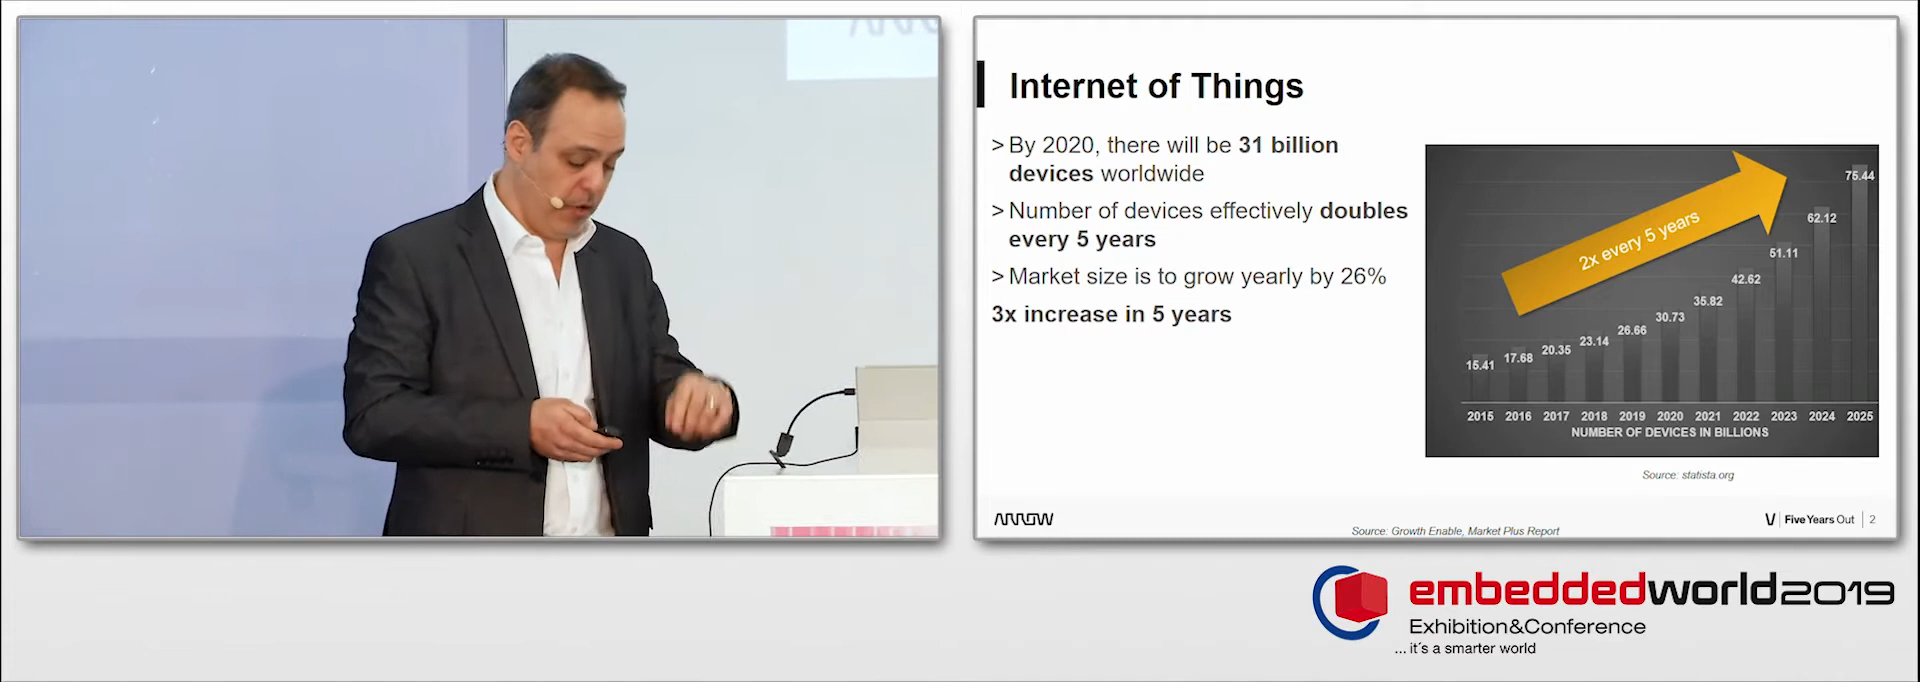 Internet of Things
> By 2020, there will be 31 billion
devices worldwide
> Number of devices effectively doubles
every 5 years
> Market size is to grow yearly by 26%
3x increase in 5 years
2x every 5 years
15.41 17.68 20.35 23.14 26.66 30.73 35.82 42.62 51.11 62.12 75.44
2015 2016 2017 2018 2019 2020 2021 2022 2023 2024 2025
NUMBER OF DEVICES IN BILLIONS
Source: statista.org
ARROW
Source: Growth Enable, Market Plus Report
Five Years Out 2
embeddedworld2019
Exhibition&Conference
... it's a smarter world